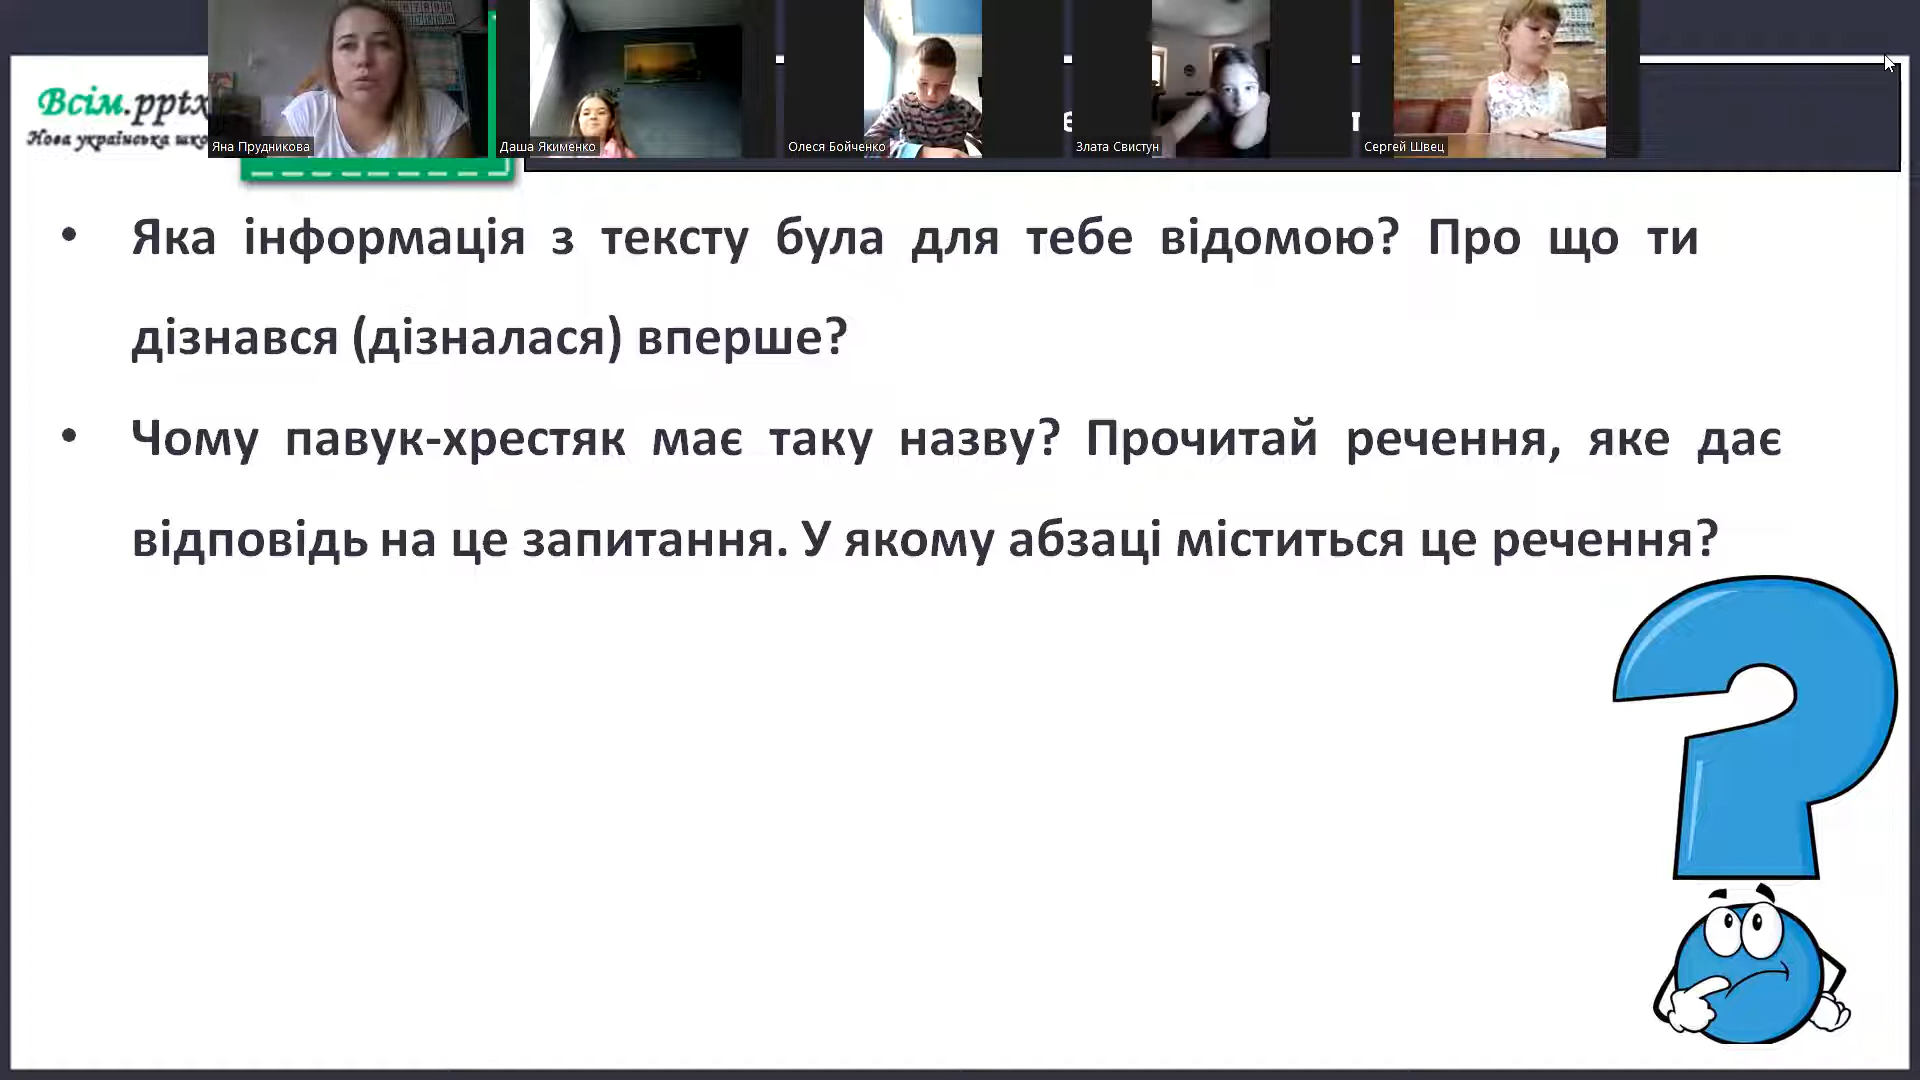 Всім.pptx
Нова українська шко
Яна Прудникова
Даша Якименко
Олеся Бойченко
Злата Свистун
Сергей Швец
• Яка інформація з тексту була для тебе відомою? Про що ти
дізнався (дізналася) вперше?
• Чому павук-хрестяк має таку назву? Прочитай речення, яке дає
відповідь на це запитання. У якому абзаці міститься це речення?